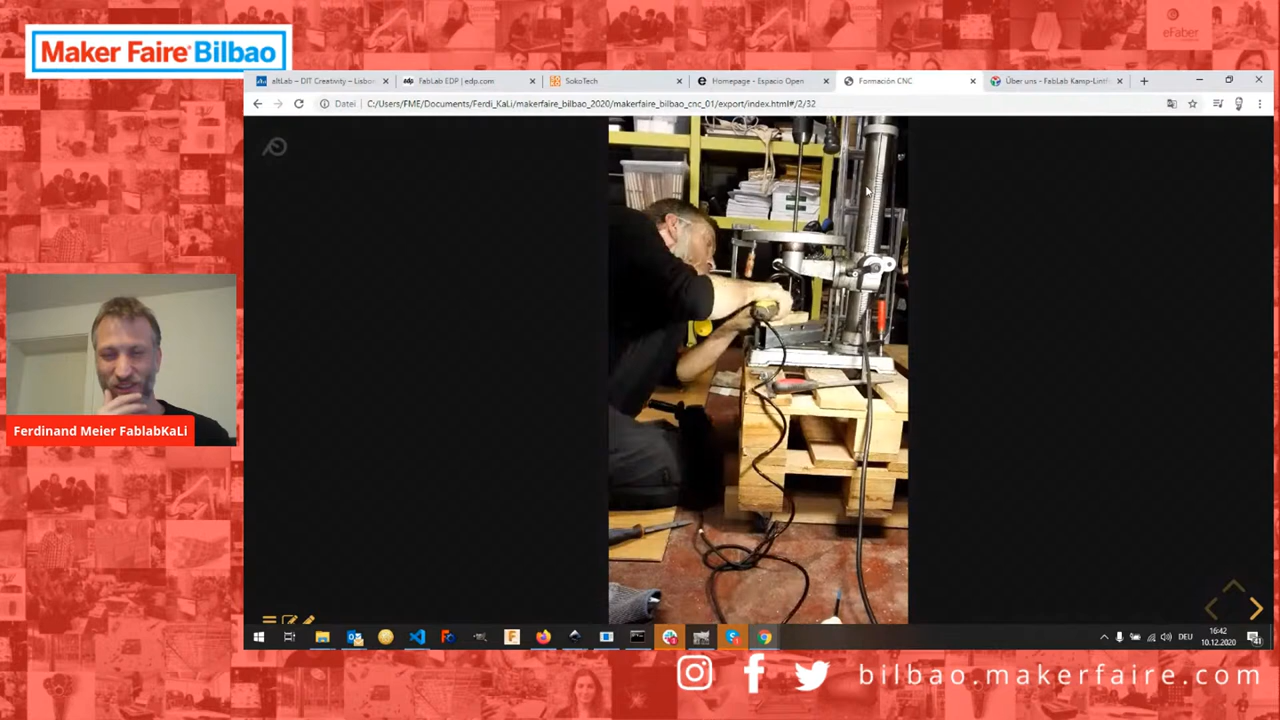 Maker Faire Bilbao
eFaber
altLab – DIT Creativity – Lisbo
FabLab EDP | edp.com
SokoTech
Homepage - Espacio Open
Formación CNC
Über uns - FabLab Kamp-Lintf
Datei
C:/Users/FME/Documents/Ferdi_KaLi/makerfaire_bilbao_2020/makerfaire_bilbao_cnc_01/export/index.html#/2/32
Ferdinand Meier FablabKaLi
DEU
16:42
10.12.2020
bilbao.makerfaire.com